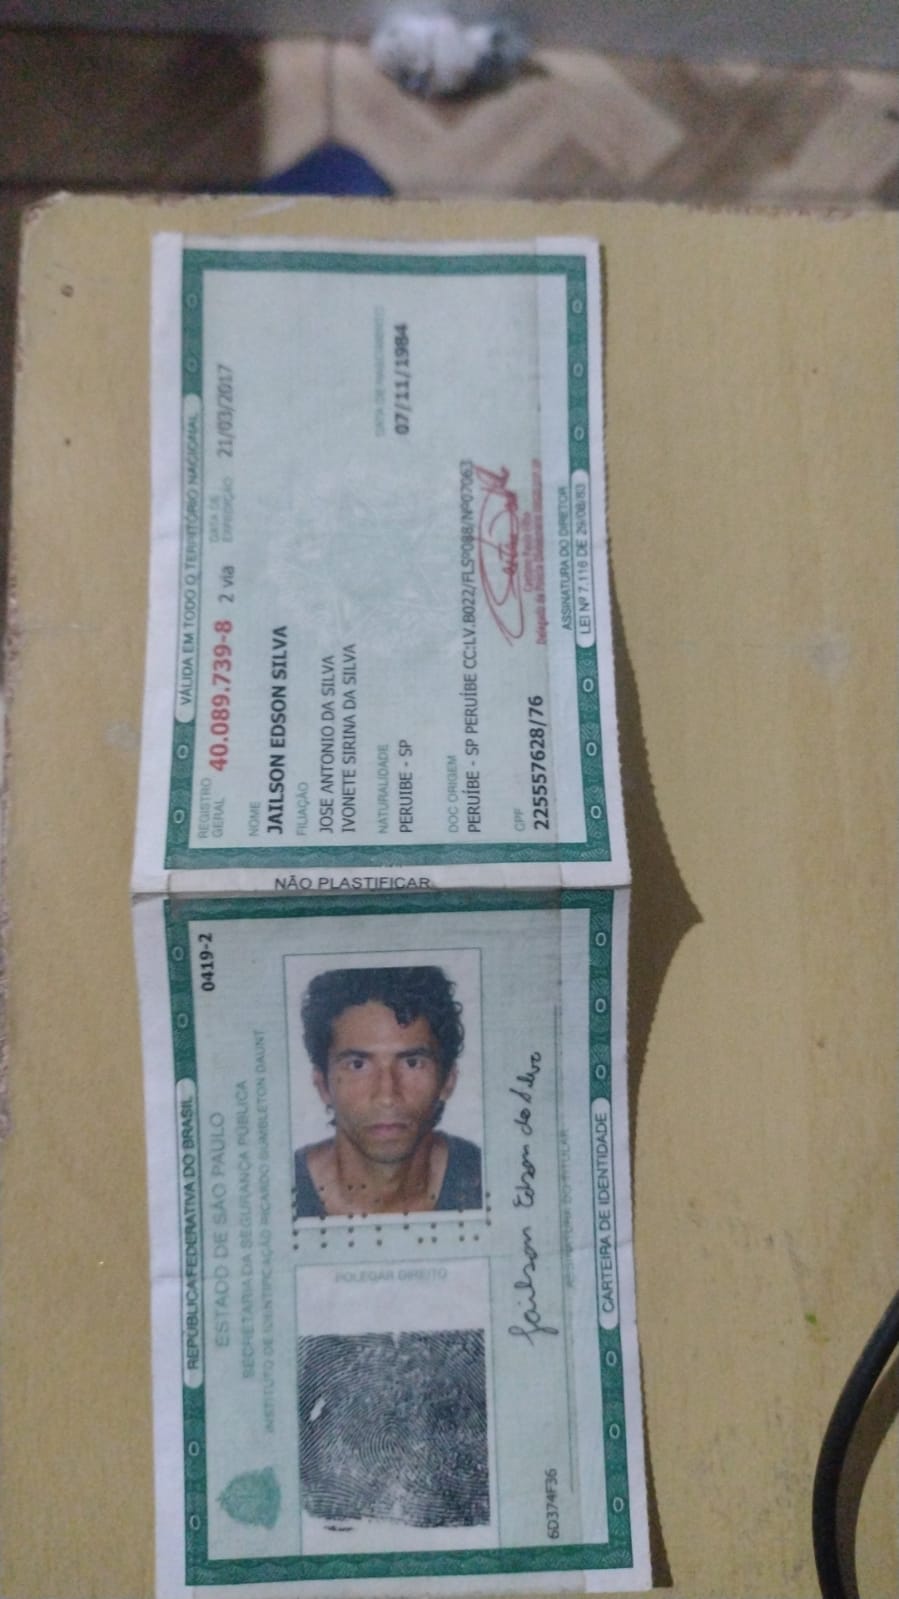 REPÚBLICA FEDERATIVA DO BRASIL
0419-2
ESTADO DE SÃO PAULO
SECRETARIA DA SEGURANÇA PÚBLICA
INSTITUTO DE IDENTIFICAÇÃO RICARDO GUMBLETON DAUNT
POLEGAR DIREITO
Jailson Edson da Silva
ASSINATURA DO TITULAR
6D374F36
CARTEIRA DE IDENTIDADE
NÃO PLASTIFICAR
VÁLIDA EM TODO O TERRITÓRIO NACIONAL
REGISTRO GERAL 40.089.739-8 2 via DATA DE EXPEDIÇÃO 21/03/2017
NOME
JAILSON EDSON SILVA
FILIAÇÃO
JOSE ANTONIO DA SILVA
IVONETE SIRINA DA SILVA
NATURALIDADE DATA DE NASCIMENTO
PERUIBE - SP 07/11/1984
DOC ORIGEM
PERUÍBE - SP PERUÍBE CC:LV.B022/FLSº088/Nº07063
CPF
225557628/76
ASSINATURA DO DIRETOR
LEI Nº 7.116 DE 29/08/83